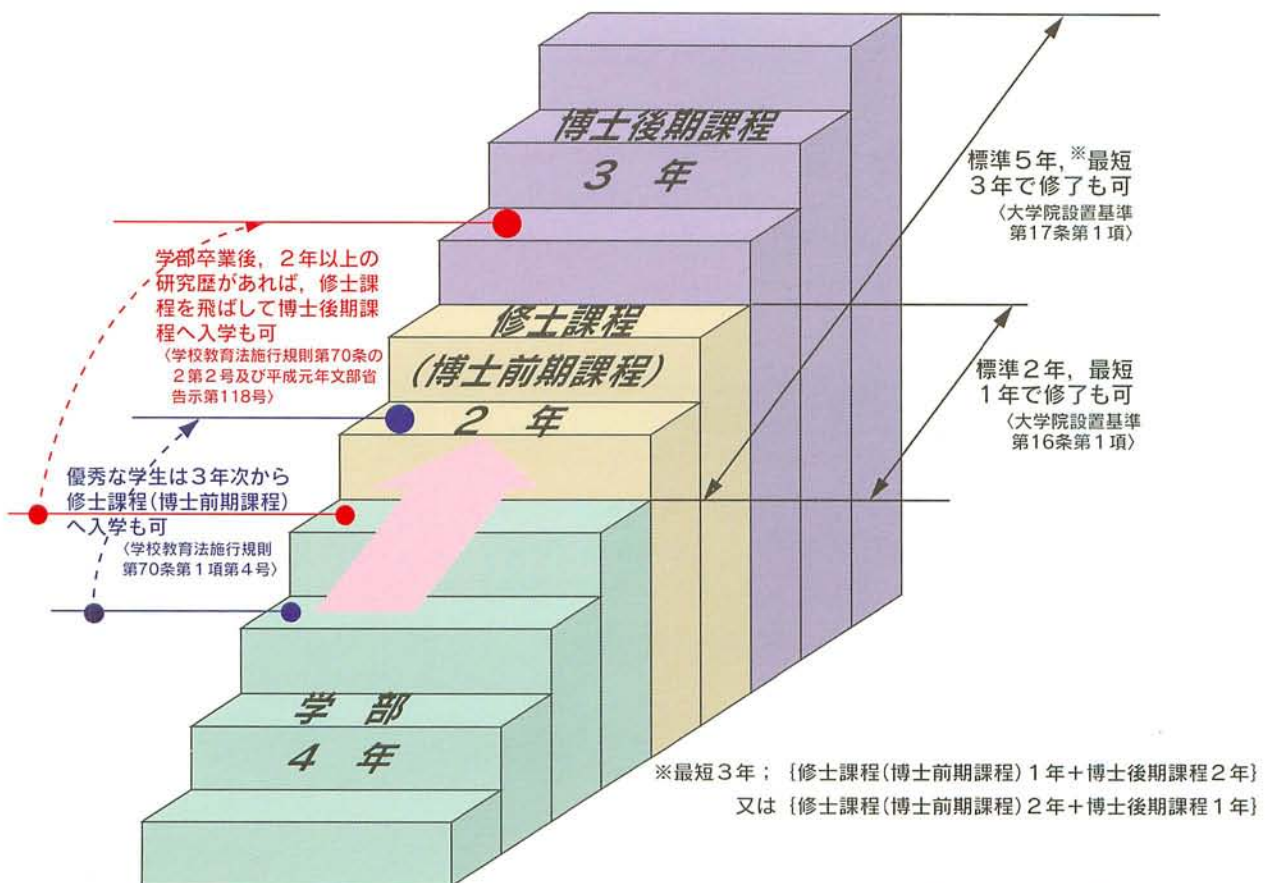 博士後期課程
3 年
標準5年,※最短
3年で修了も可
〈大学院設置基準
第17条第1項〉
学部卒業後，2年以上の
研究歴があれば，修士課
程を飛ばして博士後期課
程へ入学も可
〈学校教育法施行規則第70条の
2第2号及び平成元年文部省
告示第118号〉
修士課程
(博士前期課程)
2 年
標準2年，最短
1年で修了も可
〈大学院設置基準
第16条第1項〉
優秀な学生は3年次から
修士課程(博士前期課程)
へ入学も可
〈学校教育法施行規則
第70条第1項第4号〉
学 部
4 年
※最短3年；{修士課程(博士前期課程)1年+博士後期課程2年}
又は{修士課程(博士前期課程)2年+博士後期課程1年}